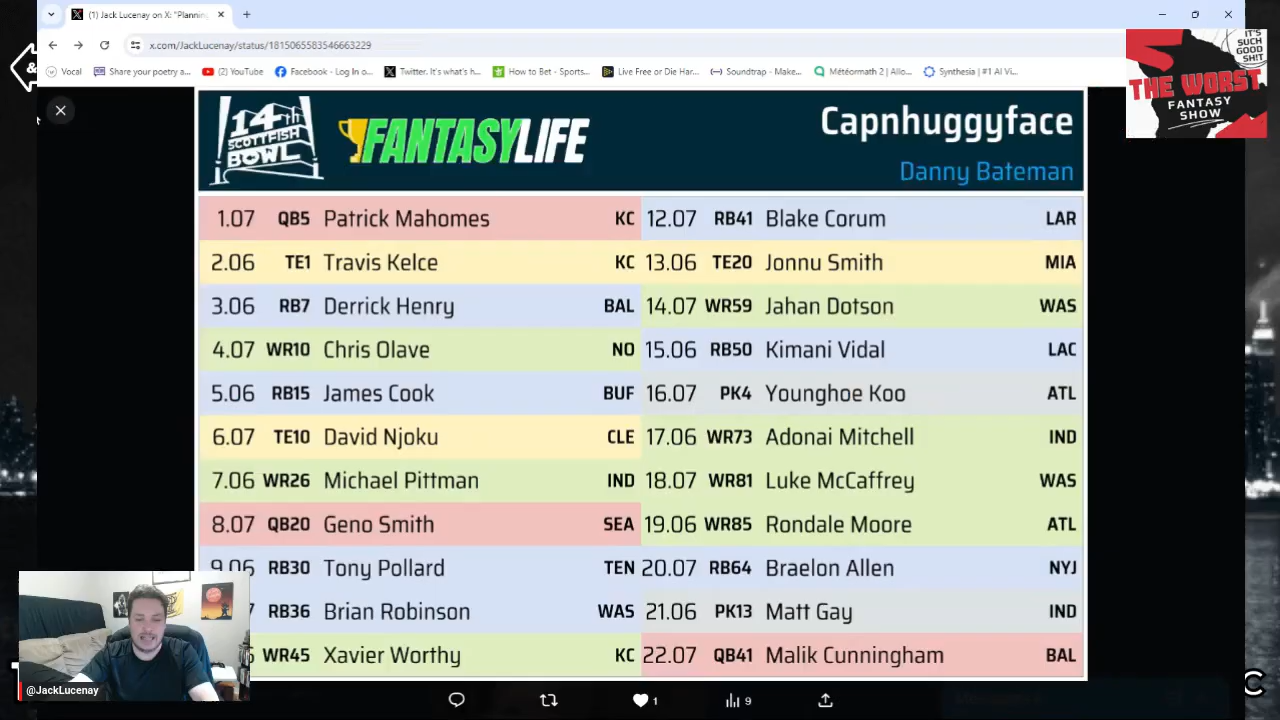 (1) Jack Lucenay on X: "Plannin
x.com/JackLucenay/status/1815065583546663229
Vocal
Share your poetry a...
(2) YouTube
Facebook - Log In o...
Twitter. It's what's h...
How to Bet - Sports...
Live Free or Die Har...
Soundtrap - Make...
Météormath 2 | Allo...
Synthesia | #1 AI Vi...
IT'S
SUCH
GOOD
SH!T
THE WORST
FANTASY
SHOW
&
14th
SCOTTFISH
BOWL
FANTASYLIFE
Capnhuggyface
Danny Bateman
1.07 QB5 Patrick Mahomes KC
2.06 TE1 Travis Kelce KC
3.06 RB7 Derrick Henry BAL
4.07 WR10 Chris Olave NO
5.06 RB15 James Cook BUF
6.07 TE10 David Njoku CLE
7.06 WR26 Michael Pittman IND
8.07 QB20 Geno Smith SEA
9.06 RB30 Tony Pollard TEN
RB36 Brian Robinson WAS
WR45 Xavier Worthy KC
12.07 RB41 Blake Corum LAR
13.06 TE20 Jonnu Smith MIA
14.07 WR59 Jahan Dotson WAS
15.06 RB50 Kimani Vidal LAC
16.07 PK4 Younghoe Koo ATL
17.06 WR73 Adonai Mitchell IND
18.07 WR81 Luke McCaffrey WAS
19.06 WR85 Rondale Moore ATL
20.07 RB64 Braelon Allen NYJ
21.06 PK13 Matt Gay IND
22.07 QB41 Malik Cunningham BAL
@JackLucenay
1
9